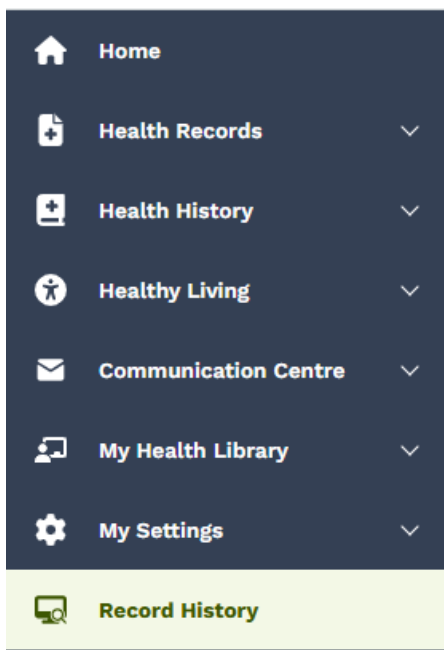 Home
Health Records
Health History
Healthy Living
Communication Centre
My Health Library
My Settings
Record History